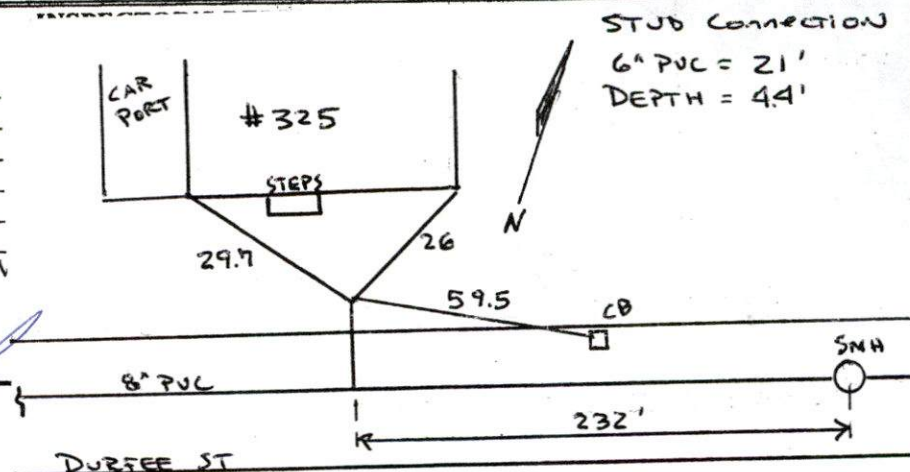 STUB Connection
6" PVC = 21'
DEPTH = 4.4'
CAR
PORT
#325
STEPS
N
29.7
26
59.5
CB
SMH
8" PVC
232'
DURFEE ST